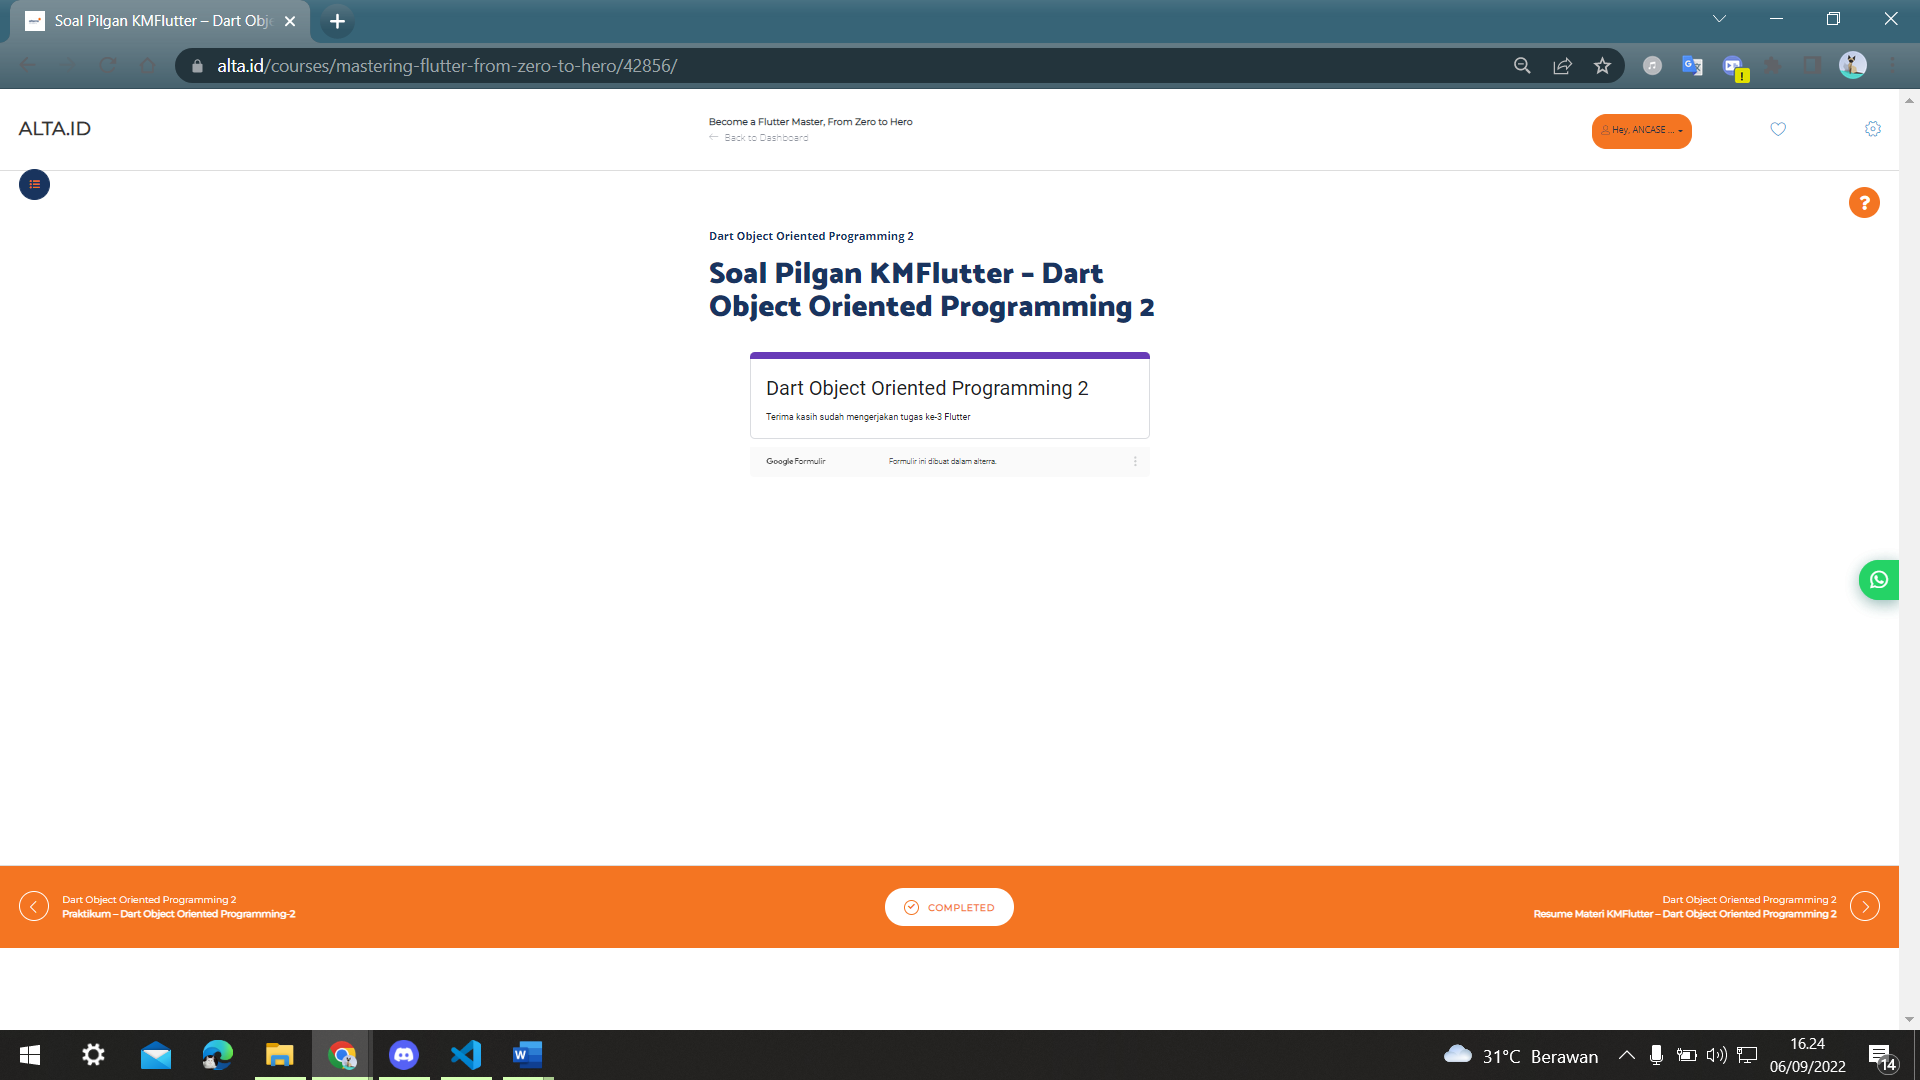 Soal Pilgan KMFlutter – Dart Obje
alta.id/courses/mastering-flutter-from-zero-to-hero/42856/
ALTA.ID
Become a Flutter Master, From Zero to Hero
Back to Dashboard
Hey, ANCASE ...
?
Dart Object Oriented Programming 2
Soal Pilgan KMFlutter – Dart
Object Oriented Programming 2
Dart Object Oriented Programming 2
Terima kasih sudah mengerjakan tugas ke-3 Flutter
Google Formulir
Formulir ini dibuat dalam alterra.
Dart Object Oriented Programming 2
Praktikum – Dart Object Oriented Programming-2
COMPLETED
Dart Object Oriented Programming 2
Resume Materi KMFlutter – Dart Object Oriented Programming 2
31°C Berawan
16.24
06/09/2022
14